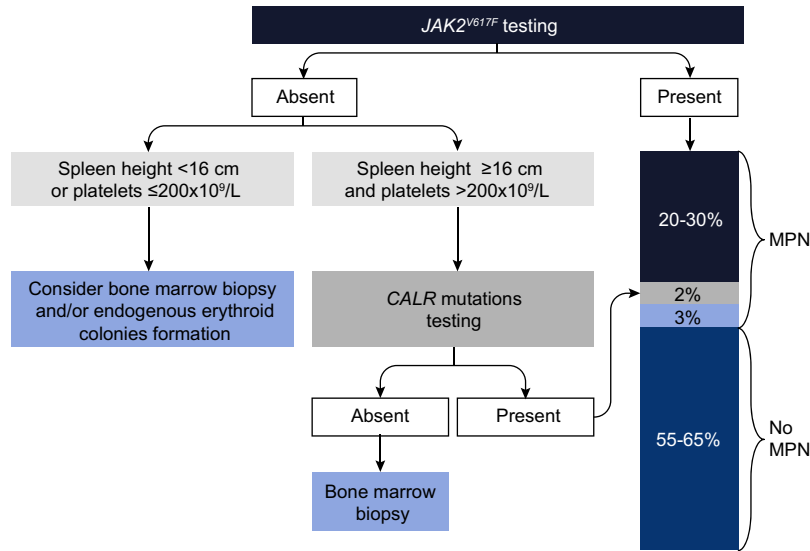 JAK2V617F testing
Absent
Present
Spleen height <16 cm
or platelets ≤200x10⁹/L
Spleen height ≥16 cm
and platelets >200x10⁹/L
20-30%
MPN
Consider bone marrow biopsy
and/or endogenous erythroid
colonies formation
CALR mutations
testing
2%
3%
Absent
Present
55-65%
No
MPN
Bone marrow
biopsy